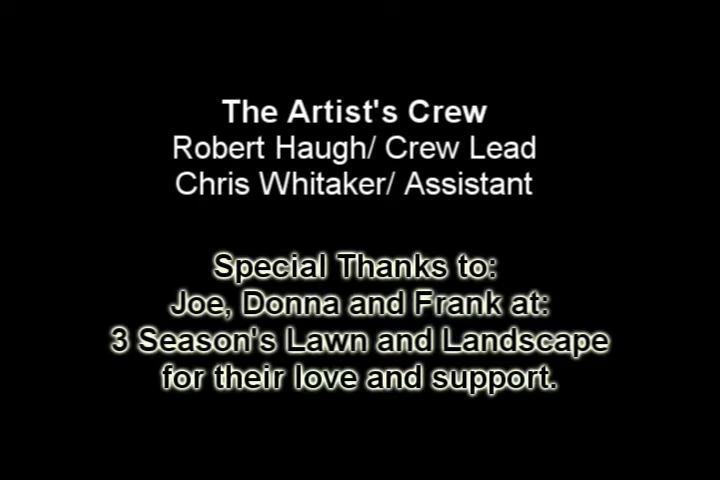 The Artist's Crew
Robert Haugh/ Crew Lead
Chris Whitaker/ Assistant
Special Thanks to:
Joe, Donna and Frank at:
3 Season's Lawn and Landscape
for their love and support.